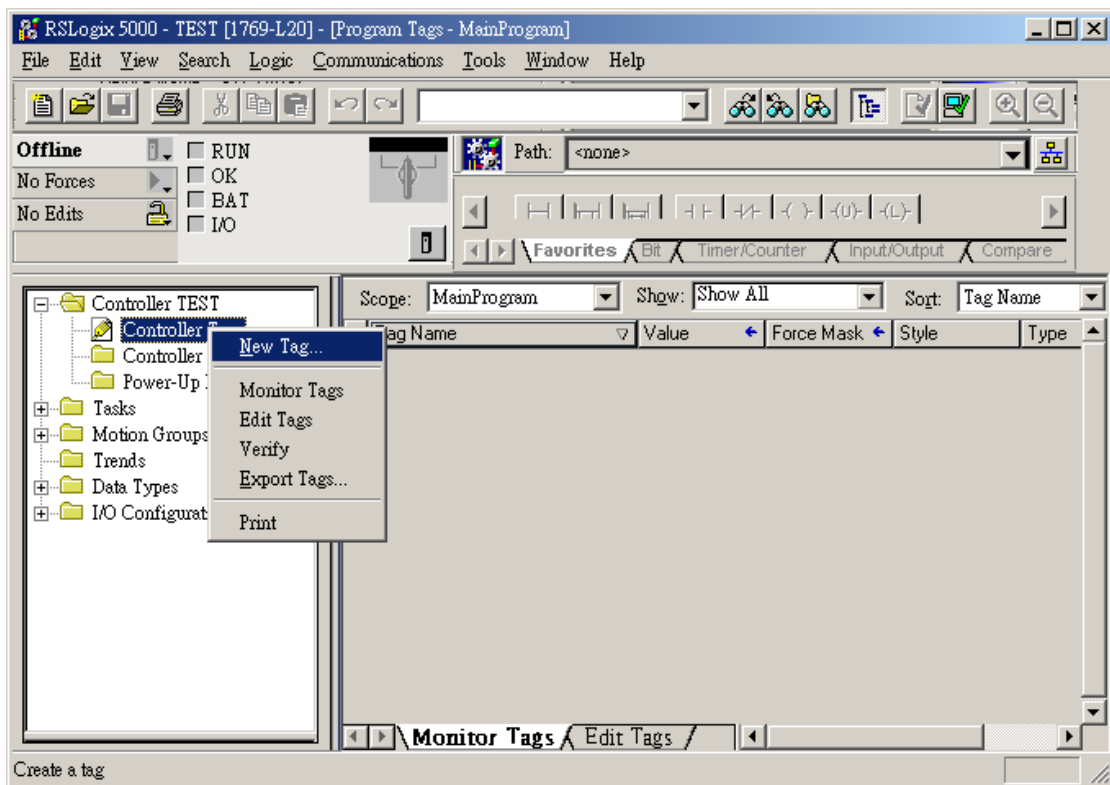 RSLogix 5000 - TEST [1769-L20] - [Program Tags - MainProgram]
File Edit View Search Logic Communications Tools Window Help
Offline
RUN
Path: <none>
No Forces
OK
BAT
No Edits
I/O
-(U)- -(L)-
Favorites Bit Timer/Counter Input/Output Compare
Controller TEST
Controller
Controller
Power-Up
Tasks
Motion Groups
Trends
Data Types
I/O Configurat
New Tag...
Monitor Tags
Edit Tags
Verify
Export Tags...
Print
Scope: MainProgram Show: Show All Sort: Tag Name
Tag Name Value Force Mask Style Type
Monitor Tags Edit Tags
Create a tag